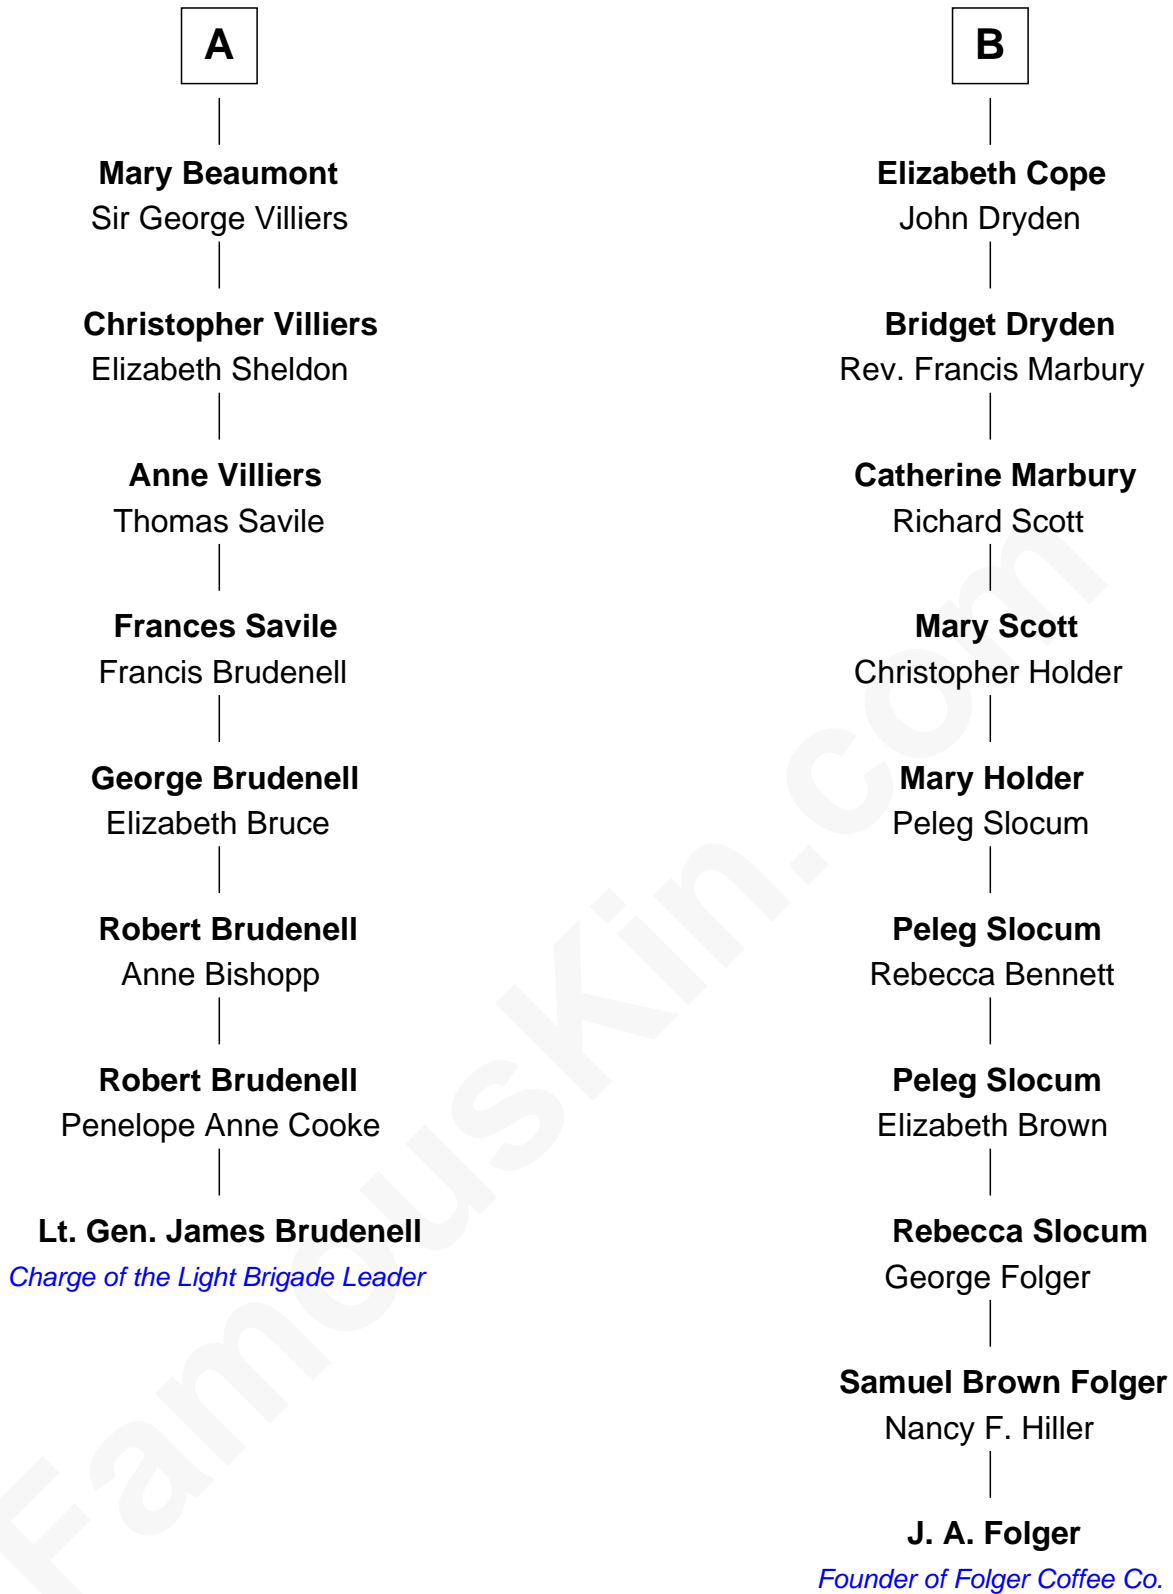 A
Mary Beaumont
Sir George Villiers
Christopher Villiers
Elizabeth Sheldon
Anne Villiers
Thomas Savile
Frances Savile
Francis Brudenell
George Brudenell
Elizabeth Bruce
Robert Brudenell
Anne Bishopp
Robert Brudenell
Penelope Anne Cooke
Lt. Gen. James Brudenell
Charge of the Light Brigade Leader
B
Elizabeth Cope
John Dryden
Bridget Dryden
Rev. Francis Marbury
Catherine Marbury
Richard Scott
Mary Scott
Christopher Holder
Mary Holder
Peleg Slocum
Peleg Slocum
Rebecca Bennett
Peleg Slocum
Elizabeth Brown
Rebecca Slocum
George Folger
Samuel Brown Folger
Nancy F. Hiller
J. A. Folger
Founder of Folger Coffee Co.
FamousKin.com